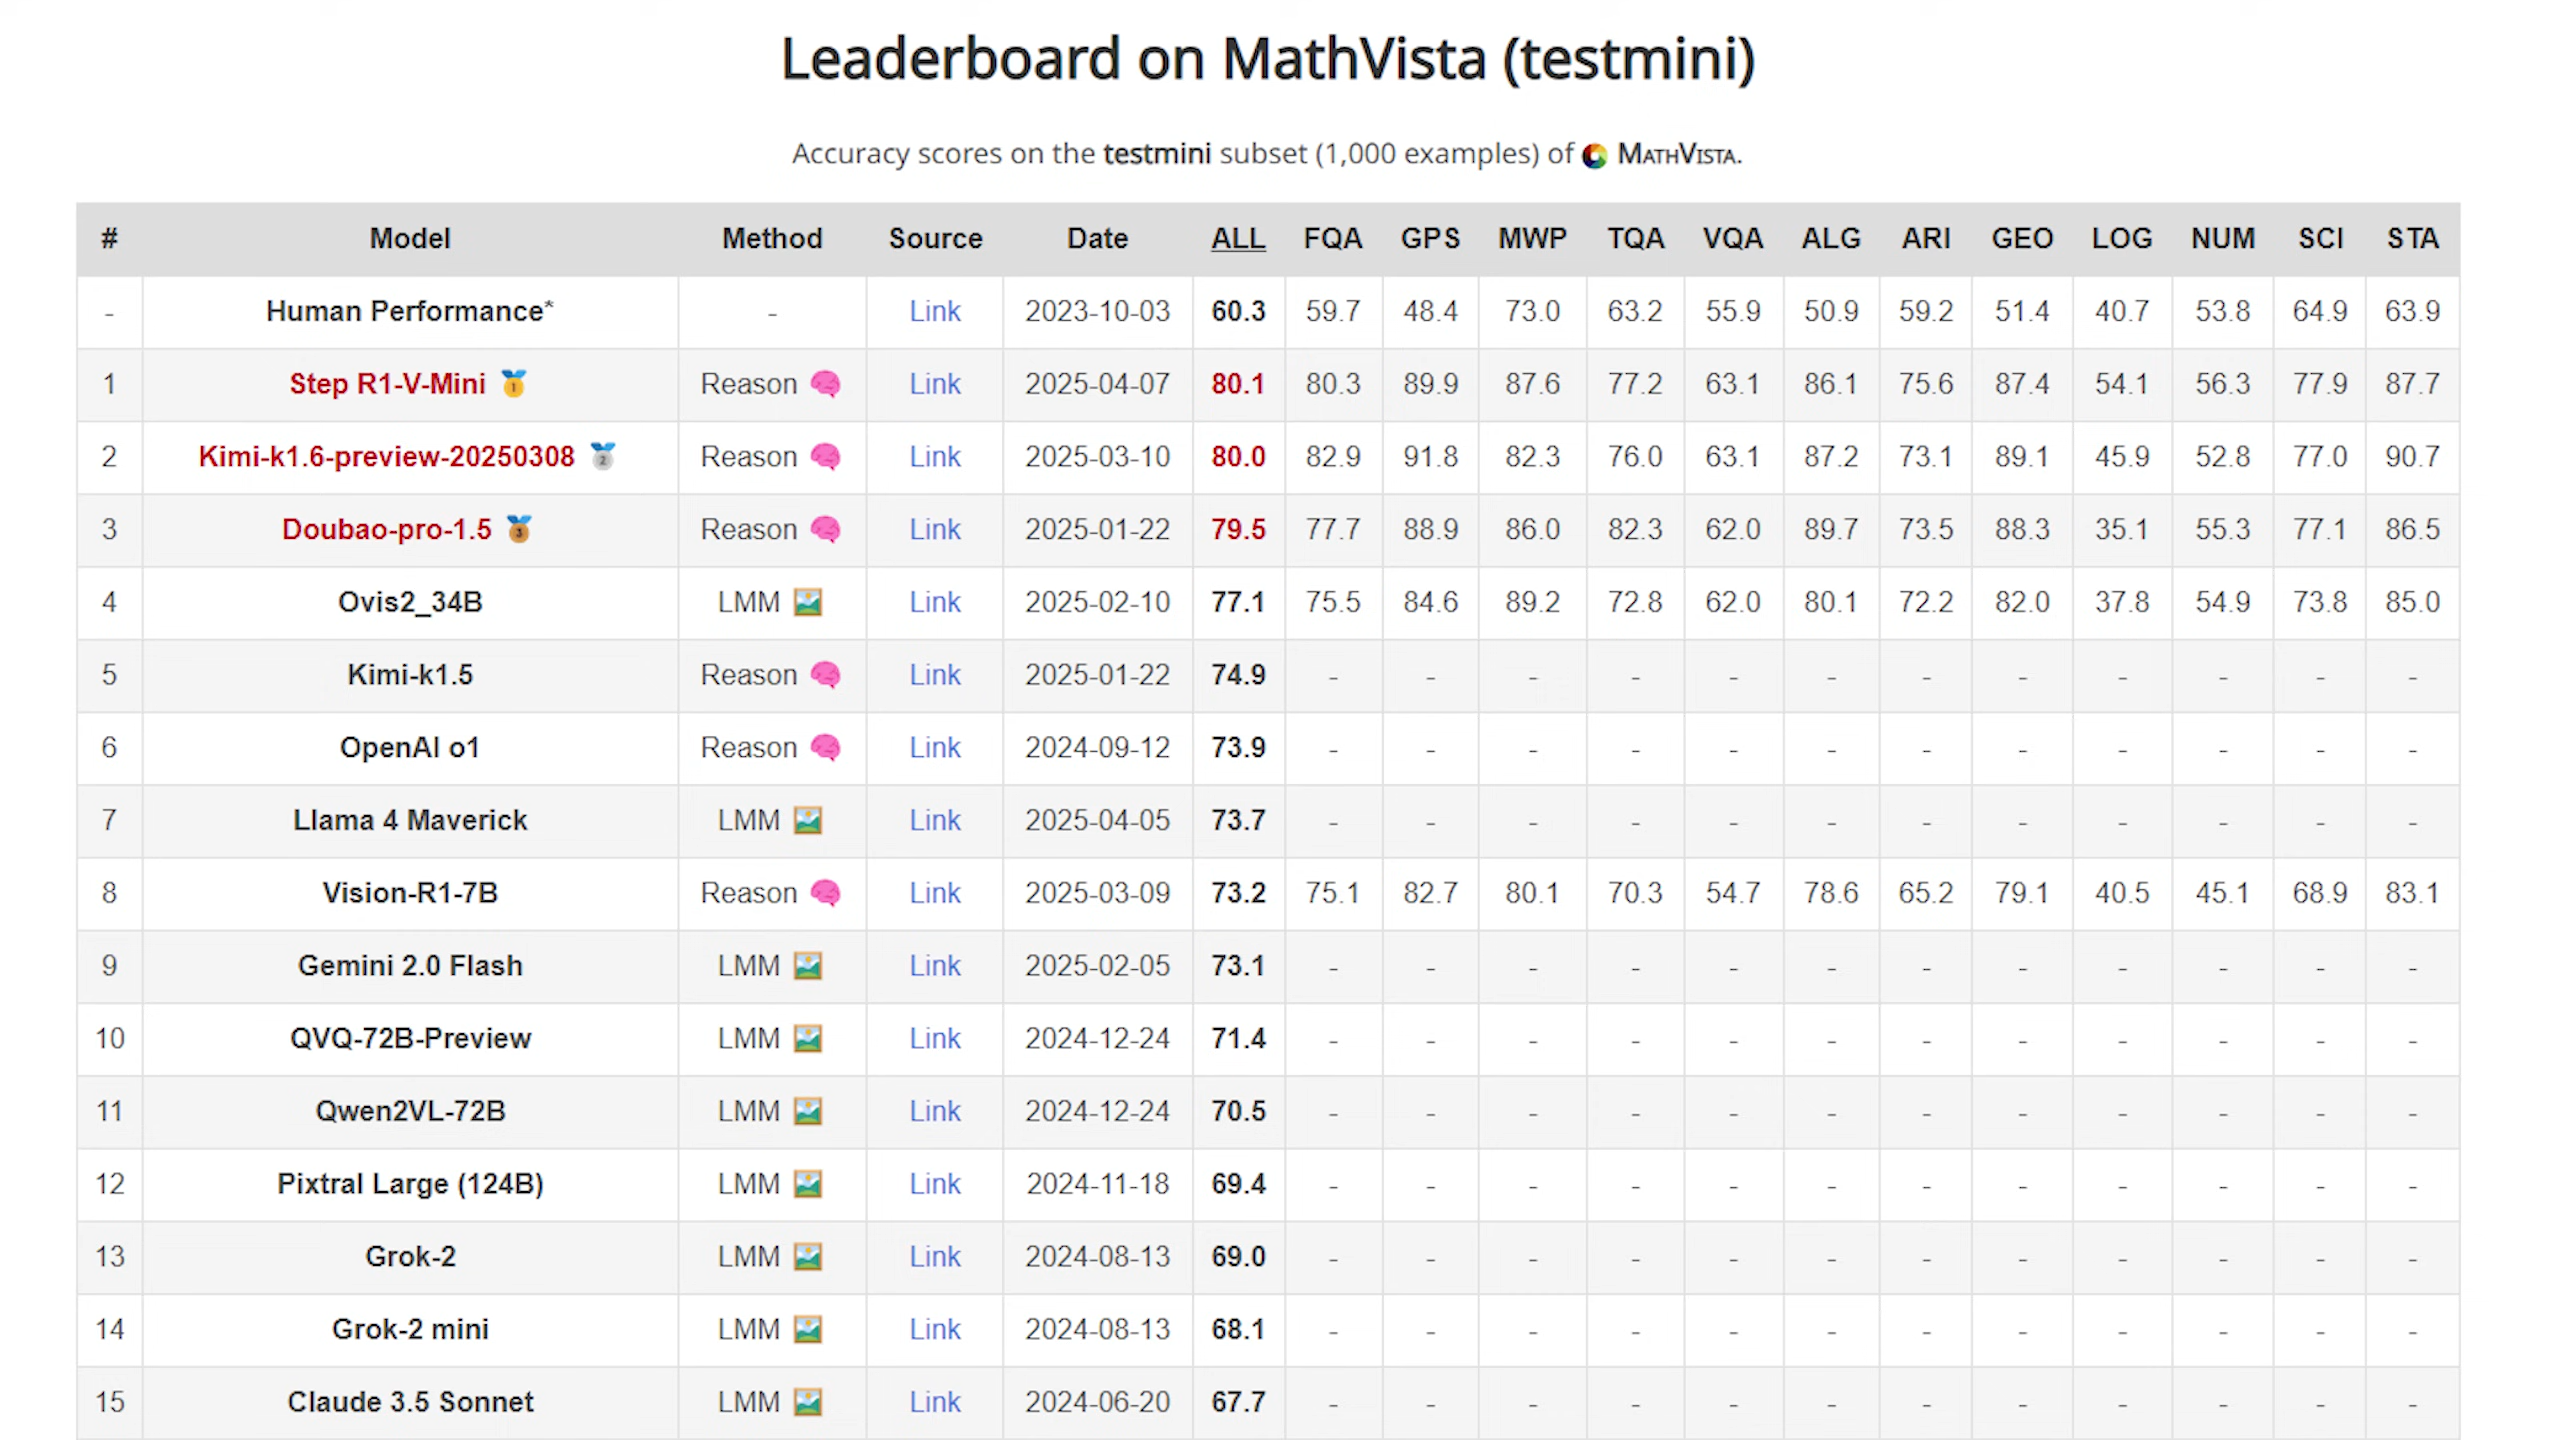 Leaderboard on MathVista (testmini)
Accuracy scores on the testmini subset (1,000 examples) of MATHVISTA.
# Model Method Source Date ALL FQA GPS MWP TQA VQA ALG ARI GEO LOG NUM SCI STA
- Human Performance* - Link 2023-10-03 60.3 59.7 48.4 73.0 63.2 55.9 50.9 59.2 51.4 40.7 53.8 64.9 63.9
1 Step R1-V-Mini 🥇 Reason 🧠 Link 2025-04-07 80.1 80.3 89.9 87.6 77.2 63.1 86.1 75.6 87.4 54.1 56.3 77.9 87.7
2 Kimi-k1.6-preview-20250308 🥈 Reason 🧠 Link 2025-03-10 80.0 82.9 91.8 82.3 76.0 63.1 87.2 73.1 89.1 45.9 52.8 77.0 90.7
3 Doubao-pro-1.5 🥉 Reason 🧠 Link 2025-01-22 79.5 77.7 88.9 86.0 82.3 62.0 89.7 73.5 88.3 35.1 55.3 77.1 86.5
4 Ovis2_34B LMM 🖼️ Link 2025-02-10 77.1 75.5 84.6 89.2 72.8 62.0 80.1 72.2 82.0 37.8 54.9 73.8 85.0
5 Kimi-k1.5 Reason 🧠 Link 2025-01-22 74.9 - - - - - - - - - - - -
6 OpenAI o1 Reason 🧠 Link 2024-09-12 73.9 - - - - - - - - - - - -
7 Llama 4 Maverick LMM 🖼️ Link 2025-04-05 73.7 - - - - - - - - - - - -
8 Vision-R1-7B Reason 🧠 Link 2025-03-09 73.2 75.1 82.7 80.1 70.3 54.7 78.6 65.2 79.1 40.5 45.1 68.9 83.1
9 Gemini 2.0 Flash LMM 🖼️ Link 2025-02-05 73.1 - - - - - - - - - - - -
10 QVQ-72B-Preview LMM 🖼️ Link 2024-12-24 71.4 - - - - - - - - - - - -
11 Qwen2VL-72B LMM 🖼️ Link 2024-12-24 70.5 - - - - - - - - - - - -
12 Pixtral Large (124B) LMM 🖼️ Link 2024-11-18 69.4 - - - - - - - - - - - -
13 Grok-2 LMM 🖼️ Link 2024-08-13 69.0 - - - - - - - - - - - -
14 Grok-2 mini LMM 🖼️ Link 2024-08-13 68.1 - - - - - - - - - - - -
15 Claude 3.5 Sonnet LMM 🖼️ Link 2024-06-20 67.7 - - - - - - - - - - - -